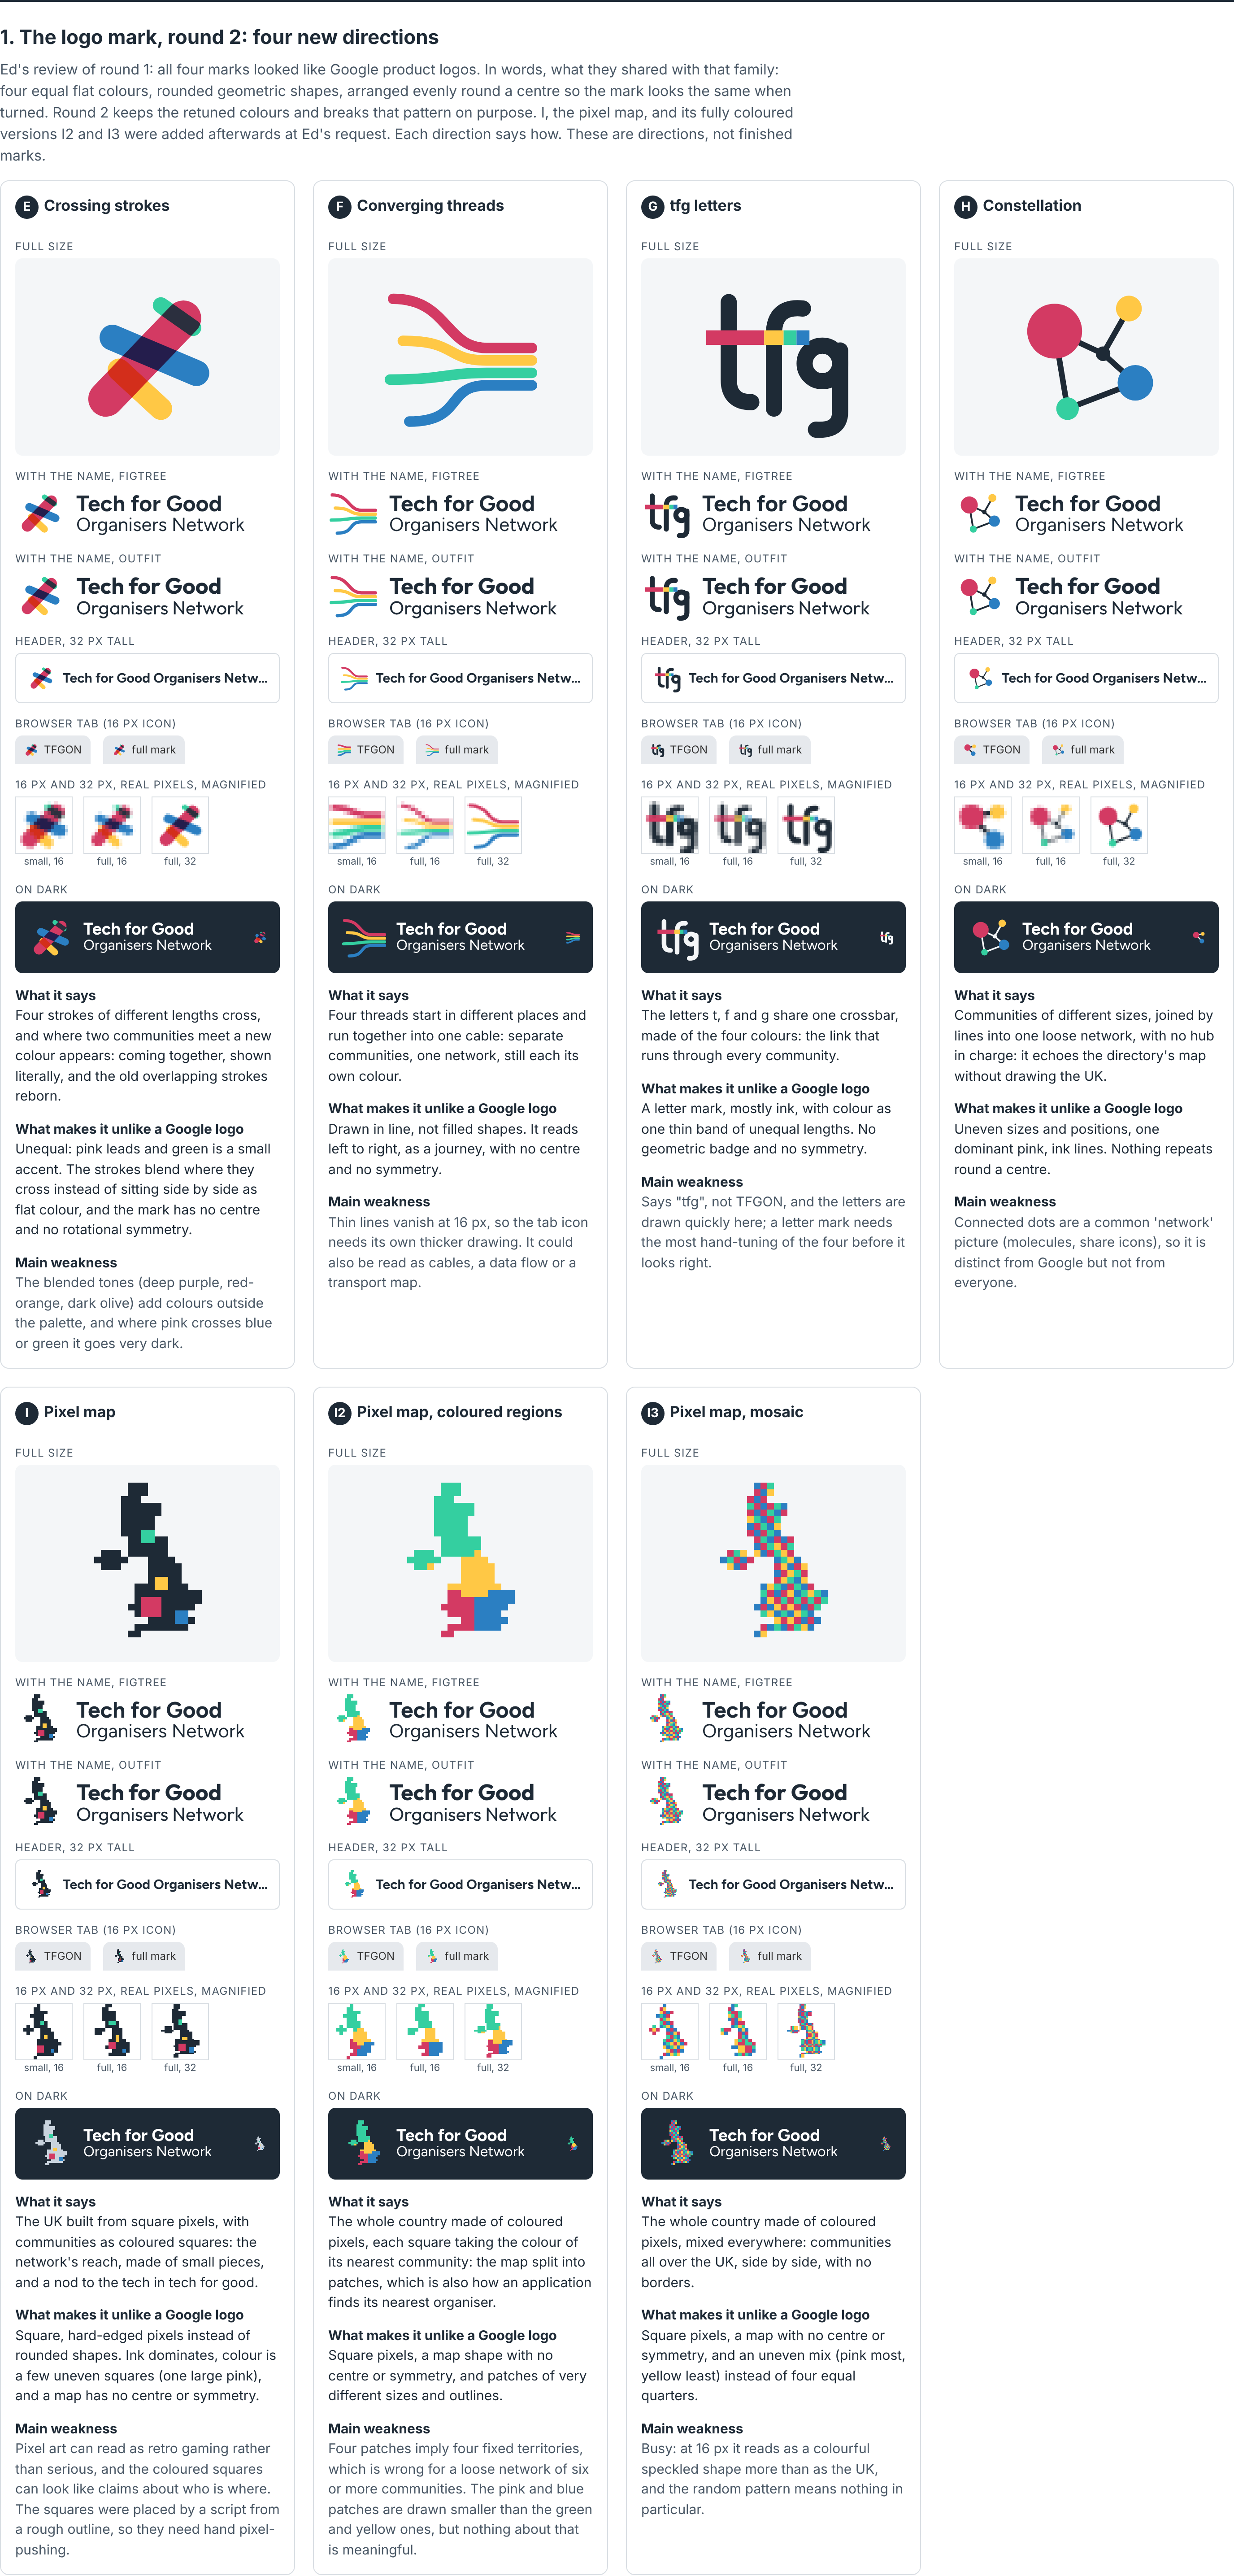 1. The logo mark, round 2: four new directions
Ed's review of round 1: all four marks looked like Google product logos. In words, what they shared with that family:
four equal flat colours, rounded geometric shapes, arranged evenly round a centre so the mark looks the same when
turned. Round 2 keeps the retuned colours and breaks that pattern on purpose. I, the pixel map, and its fully coloured
versions I2 and I3 were added afterwards at Ed's request. Each direction says how. These are directions, not finished
marks.
E Crossing strokes
FULL SIZE
WITH THE NAME, FIGTREE
Tech for Good
Organisers Network
WITH THE NAME, OUTFIT
Tech for Good
Organisers Network
HEADER, 32 PX TALL
Tech for Good Organisers Netw...
BROWSER TAB (16 PX ICON)
TFGON
full mark
16 PX AND 32 PX, REAL PIXELS, MAGNIFIED
small, 16
full, 16
full, 32
ON DARK
Tech for Good
Organisers Network
What it says
Four strokes of different lengths cross,
and where two communities meet a new
colour appears: coming together, shown
literally, and the old overlapping strokes
reborn.
What makes it unlike a Google logo
Unequal: pink leads and green is a small
accent. The strokes blend where they
cross instead of sitting side by side as
flat colour, and the mark has no centre
and no rotational symmetry.
Main weakness
The blended tones (deep purple, red-
orange, dark olive) add colours outside
the palette, and where pink crosses blue
or green it goes very dark.
F Converging threads
FULL SIZE
WITH THE NAME, FIGTREE
Tech for Good
Organisers Network
WITH THE NAME, OUTFIT
Tech for Good
Organisers Network
HEADER, 32 PX TALL
Tech for Good Organisers Netw...
BROWSER TAB (16 PX ICON)
TFGON
full mark
16 PX AND 32 PX, REAL PIXELS, MAGNIFIED
small, 16
full, 16
full, 32
ON DARK
Tech for Good
Organisers Network
What it says
Four threads start in different places and
run together into one cable: separate
communities, one network, still each its
own colour.
What makes it unlike a Google logo
Drawn in line, not filled shapes. It reads
left to right, as a journey, with no centre
and no symmetry.
Main weakness
Thin lines vanish at 16 px, so the tab icon
needs its own thicker drawing. It could
also be read as cables, a data flow or a
transport map.
G tfg letters
FULL SIZE
tfg
WITH THE NAME, FIGTREE
tfg
Tech for Good
Organisers Network
WITH THE NAME, OUTFIT
tfg
Tech for Good
Organisers Network
HEADER, 32 PX TALL
tfg
Tech for Good Organisers Netw...
BROWSER TAB (16 PX ICON)
tfg
TFGON
tfg
full mark
16 PX AND 32 PX, REAL PIXELS, MAGNIFIED
tfg
tfg
tfg
small, 16
full, 16
full, 32
ON DARK
tfg
Tech for Good
Organisers Network
tfg
What it says
The letters t, f and g share one crossbar,
made of the four colours: the link that
runs through every community.
What makes it unlike a Google logo
A letter mark, mostly ink, with colour as
one thin band of unequal lengths. No
geometric badge and no symmetry.
Main weakness
Says "tfg", not TFGON, and the letters are
drawn quickly here; a letter mark needs
the most hand-tuning of the four before it
looks right.
H Constellation
FULL SIZE
WITH THE NAME, FIGTREE
Tech for Good
Organisers Network
WITH THE NAME, OUTFIT
Tech for Good
Organisers Network
HEADER, 32 PX TALL
Tech for Good Organisers Netw...
BROWSER TAB (16 PX ICON)
TFGON
full mark
16 PX AND 32 PX, REAL PIXELS, MAGNIFIED
small, 16
full, 16
full, 32
ON DARK
Tech for Good
Organisers Network
What it says
Communities of different sizes, joined by
lines into one loose network, with no hub
in charge: it echoes the directory's map
without drawing the UK.
What makes it unlike a Google logo
Uneven sizes and positions, one
dominant pink, ink lines. Nothing repeats
round a centre.
Main weakness
Connected dots are a common 'network'
picture (molecules, share icons), so it is
distinct from Google but not from
everyone.
I Pixel map
FULL SIZE
WITH THE NAME, FIGTREE
Tech for Good
Organisers Network
WITH THE NAME, OUTFIT
Tech for Good
Organisers Network
HEADER, 32 PX TALL
Tech for Good Organisers Netw...
BROWSER TAB (16 PX ICON)
TFGON
full mark
16 PX AND 32 PX, REAL PIXELS, MAGNIFIED
small, 16
full, 16
full, 32
ON DARK
Tech for Good
Organisers Network
What it says
The UK built from square pixels, with
communities as coloured squares: the
network's reach, made of small pieces,
and a nod to the tech in tech for good.
What makes it unlike a Google logo
Square, hard-edged pixels instead of
rounded shapes. Ink dominates, colour is
a few uneven squares (one large pink),
and a map has no centre or symmetry.
Main weakness
Pixel art can read as retro gaming rather
than serious, and the coloured squares
can look like claims about who is where.
The squares were placed by a script from
a rough outline, so they need hand pixel-
pushing.
I2 Pixel map, coloured regions
FULL SIZE
WITH THE NAME, FIGTREE
Tech for Good
Organisers Network
WITH THE NAME, OUTFIT
Tech for Good
Organisers Network
HEADER, 32 PX TALL
Tech for Good Organisers Netw...
BROWSER TAB (16 PX ICON)
TFGON
full mark
16 PX AND 32 PX, REAL PIXELS, MAGNIFIED
small, 16
full, 16
full, 32
ON DARK
Tech for Good
Organisers Network
What it says
The whole country made of coloured
pixels, each square taking the colour of
its nearest community: the map split into
patches, which is also how an application
finds its nearest organiser.
What makes it unlike a Google logo
Square pixels, a map shape with no
centre or symmetry, and patches of very
different sizes and outlines.
Main weakness
Four patches imply four fixed territories,
which is wrong for a loose network of six
or more communities. The pink and blue
patches are drawn smaller than the green
and yellow ones, but nothing about that
is meaningful.
I3 Pixel map, mosaic
FULL SIZE
WITH THE NAME, FIGTREE
Tech for Good
Organisers Network
WITH THE NAME, OUTFIT
Tech for Good
Organisers Network
HEADER, 32 PX TALL
Tech for Good Organisers Netw...
BROWSER TAB (16 PX ICON)
TFGON
full mark
16 PX AND 32 PX, REAL PIXELS, MAGNIFIED
small, 16
full, 16
full, 32
ON DARK
Tech for Good
Organisers Network
What it says
The whole country made of coloured
pixels, mixed everywhere: communities
all over the UK, side by side, with no
borders.
What makes it unlike a Google logo
Square pixels, a map with no centre or
symmetry, and an uneven mix (pink most,
yellow least) instead of four equal
quarters.
Main weakness
Busy: at 16 px it reads as a colourful
speckled shape more than as the UK,
and the random pattern means nothing in
particular.